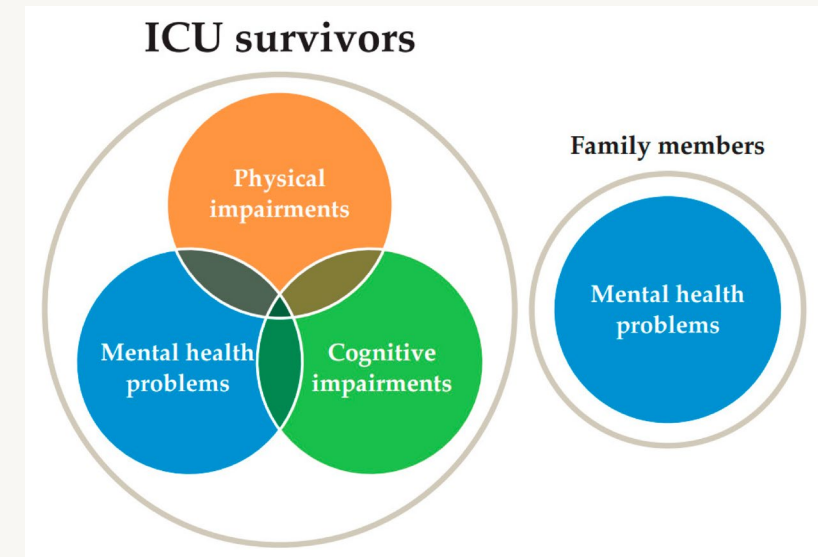 ICU survivors
Physical
impairments
Mental health
problems
Cognitive
impairments
Family members
Mental health
problems